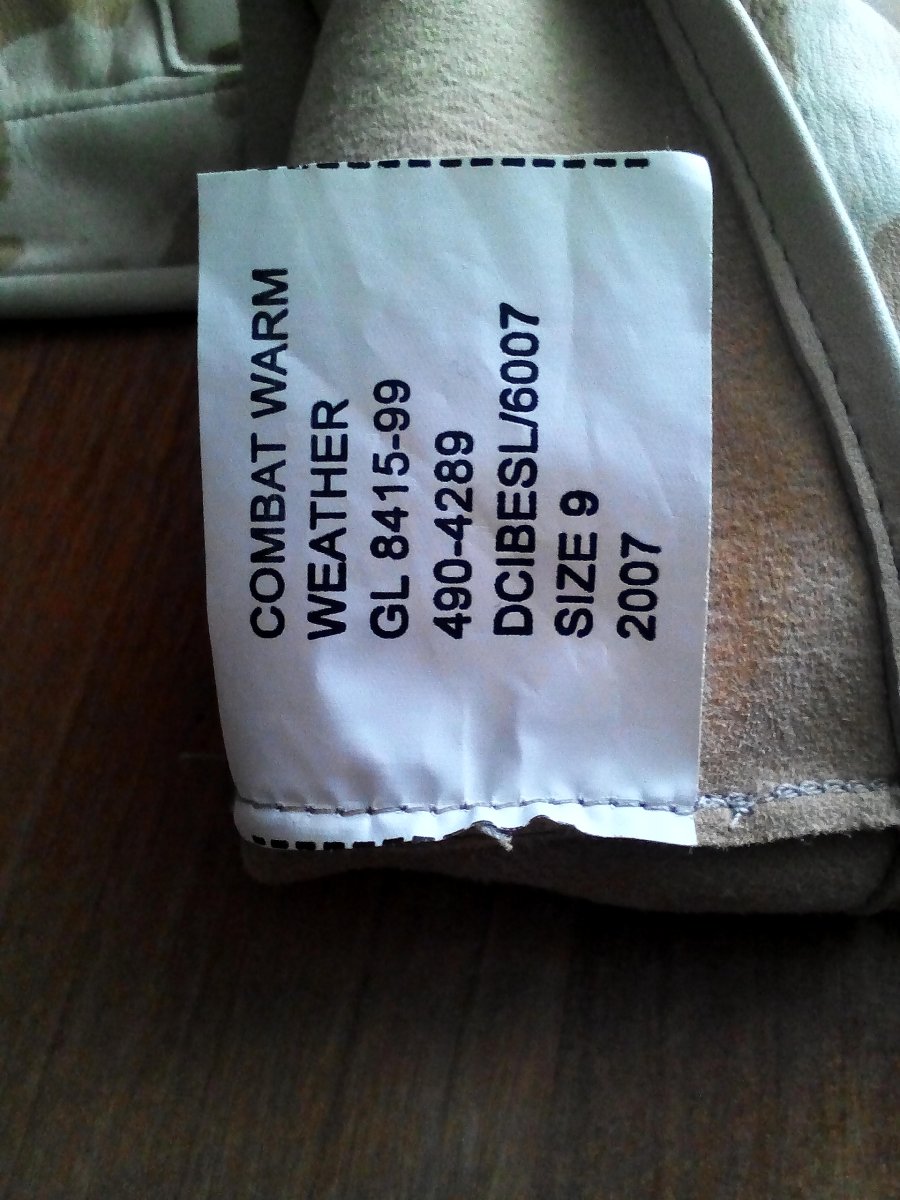 COMBAT WARM
WEATHER
GL 8415-99
490-4289
DCIBESL/6007
SIZE 9
2007